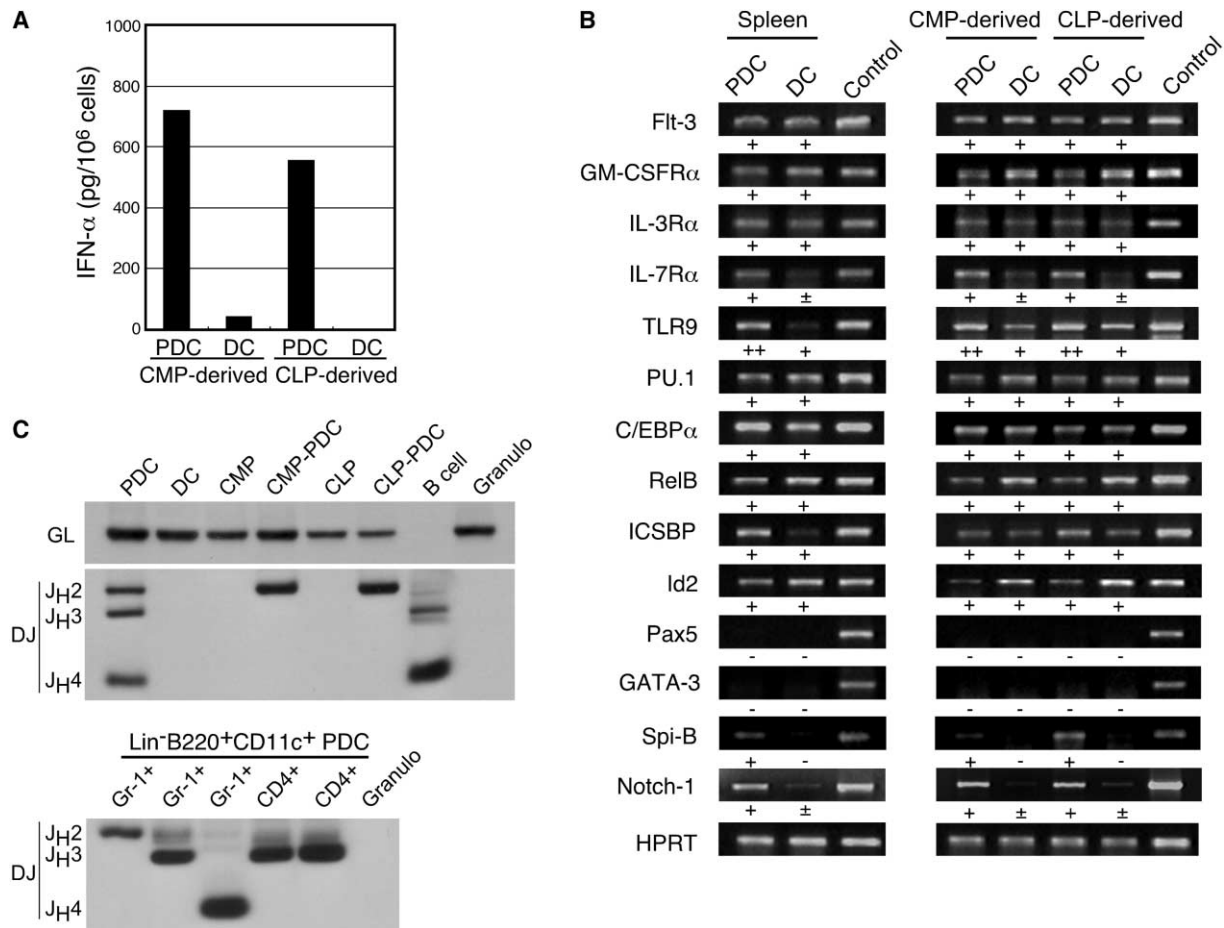 A
IFN-α (pg/10⁶ cells)
1000
800
600
400
200
0
PDC DC PDC DC
CMP-derived CLP-derived
B
Spleen CMP-derived CLP-derived
PDC DC Control PDC DC PDC DC Control
Flt-3
+ + + + + +
GM-CSFRα
+ + + + + +
IL-3Rα
+ + + + + +
IL-7Rα
+ ± + ± + ±
TLR9
++ + ++ + ++ +
PU.1
+ + + + + +
C/EBPα
+ + + + + +
RelB
+ + + + + +
ICSBP
+ + + + + +
Id2
+ + + + + +
Pax5
- - - - - -
GATA-3
- - - - - -
Spi-B
+ - + - + -
Notch-1
+ ± + ± + ±
HPRT
C
PDC DC CMP CMP-PDC CLP CLP-PDC B cell Granulo
GL
DJ
JH2
JH3
JH4
Lin⁻B220⁺CD11c⁺ PDC
Gr-1+ Gr-1+ Gr-1+ CD4+ CD4+ Granulo
DJ
JH2
JH3
JH4